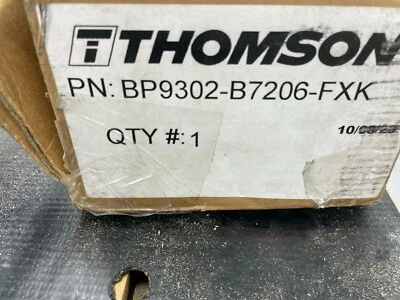 THOMSON
PN: BP9302-B7206-FXK
QTY #: 1